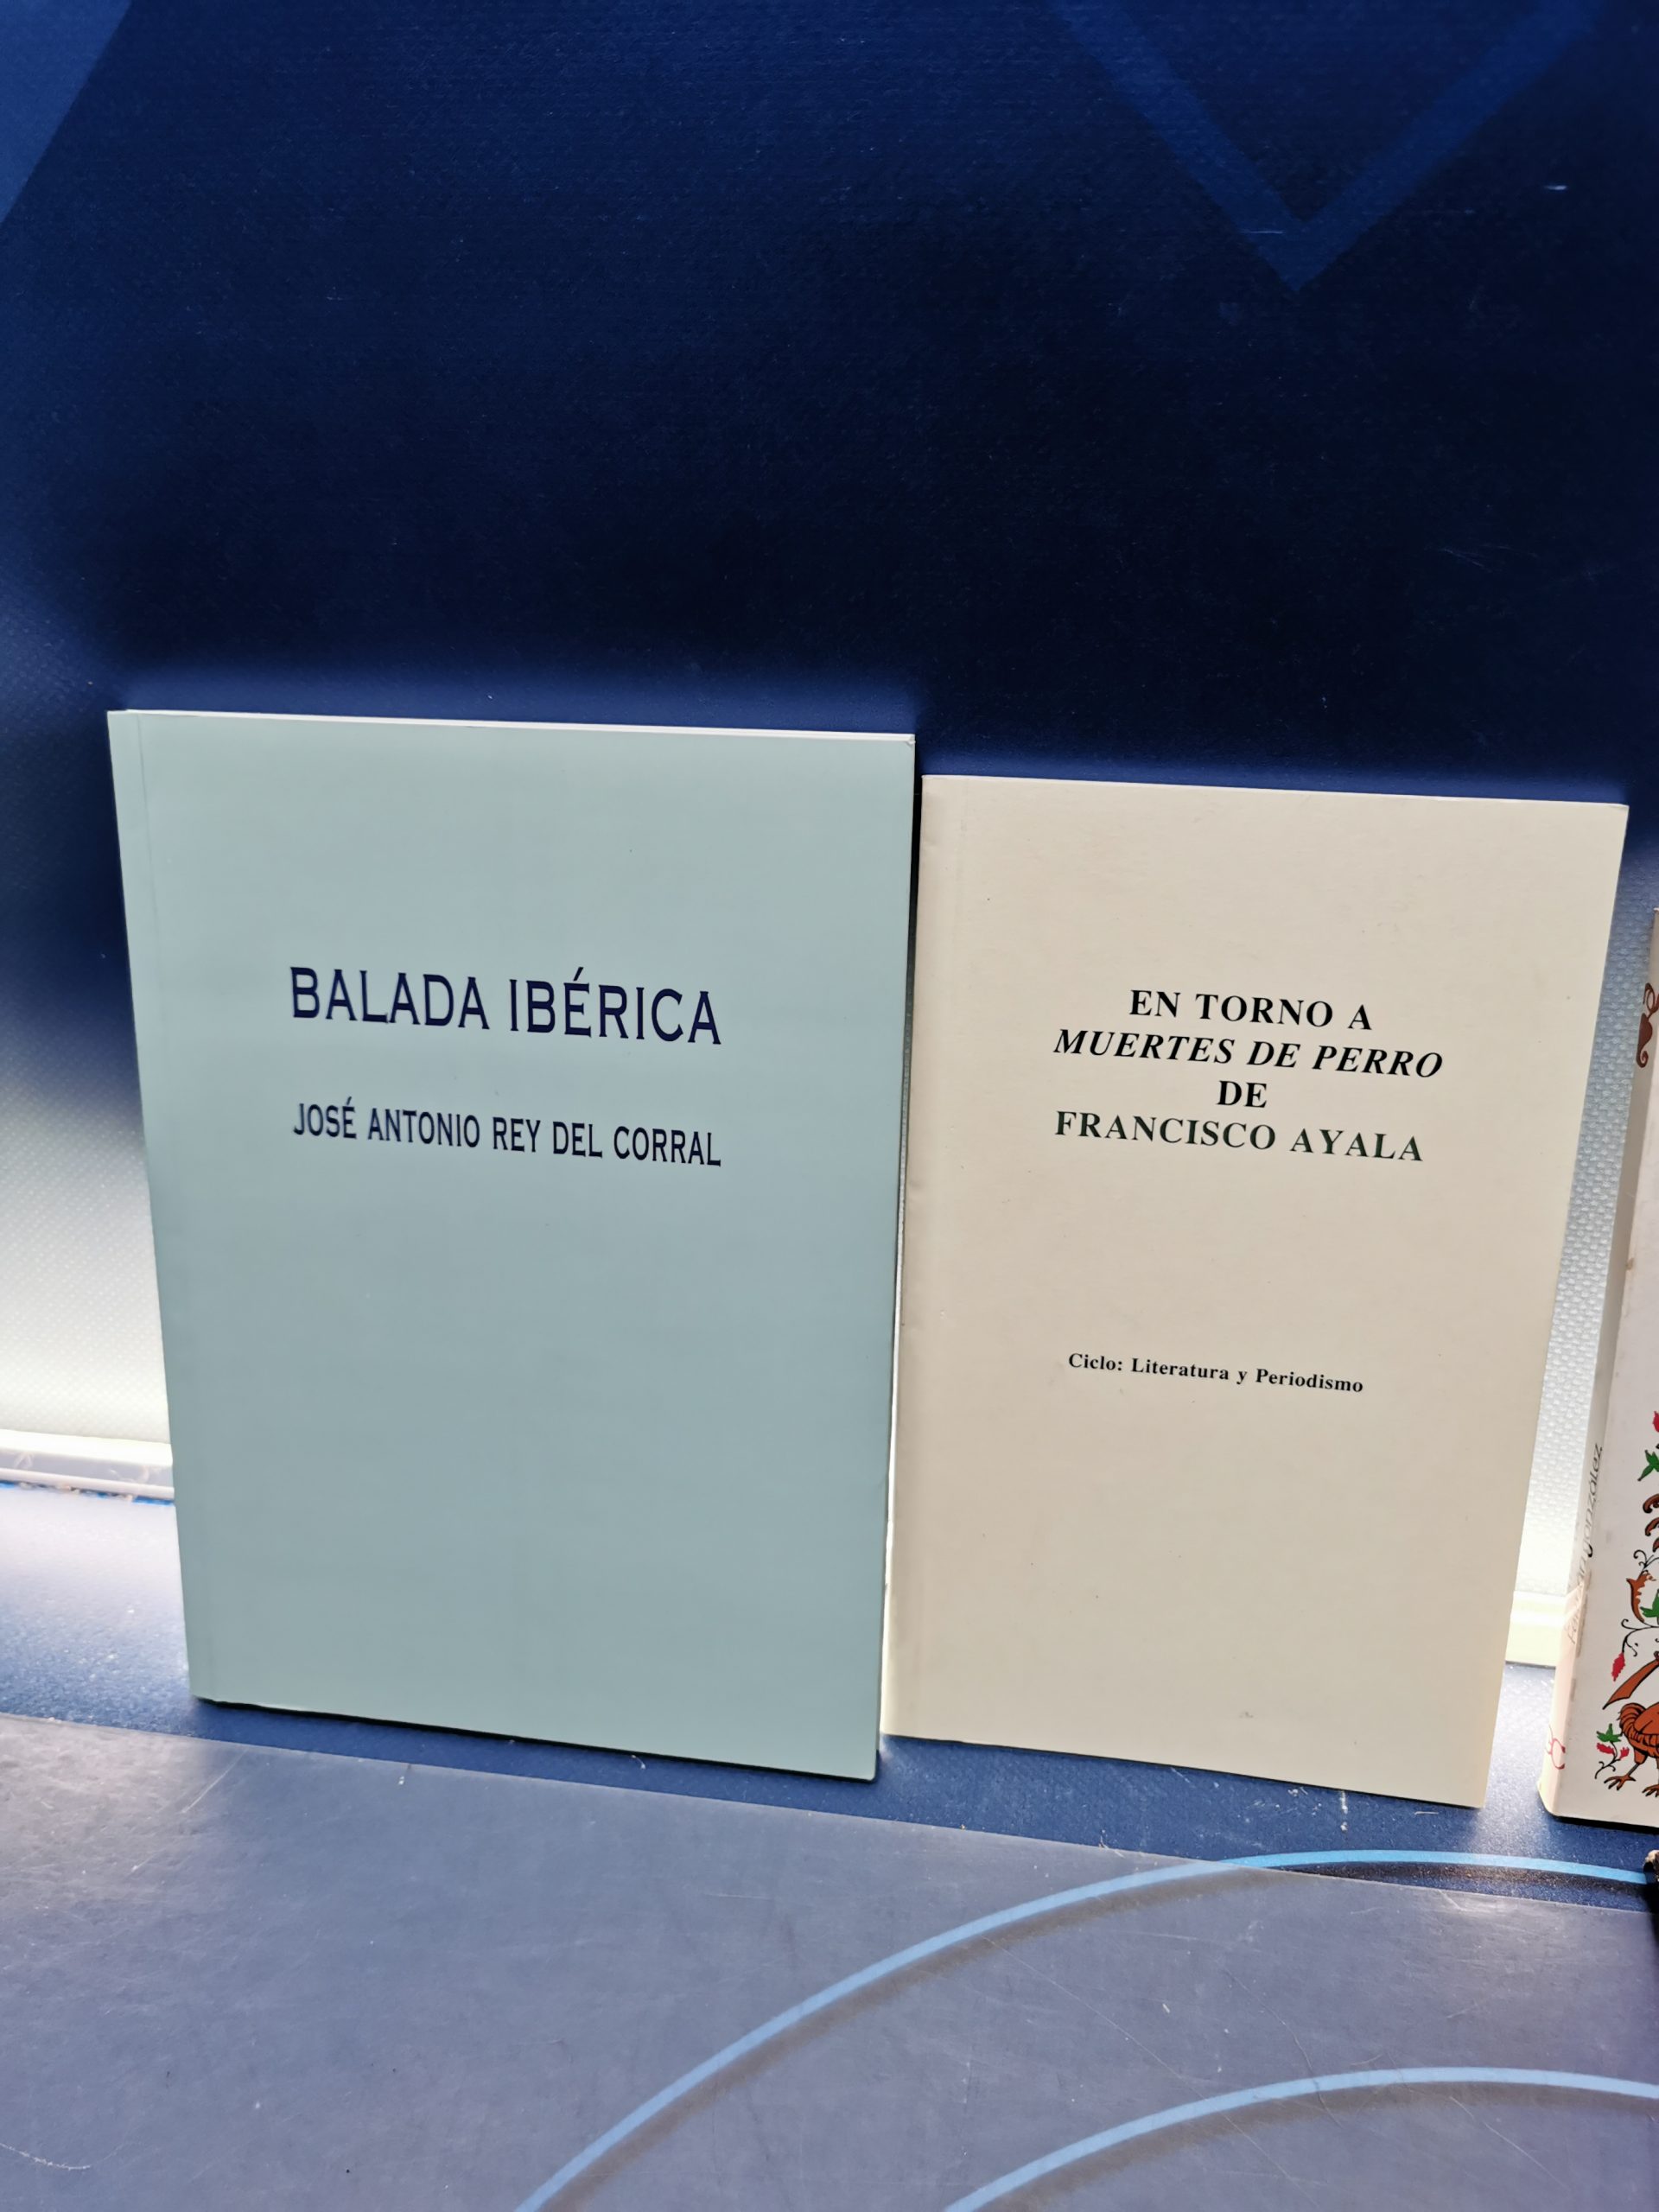 BALADA IBÉRICA
JOSÉ ANTONIO REY DEL CORRAL
EN TORNO A
MUERTES DE PERRO
DE
FRANCISCO AYALA
Ciclo: Literatura y Periodismo